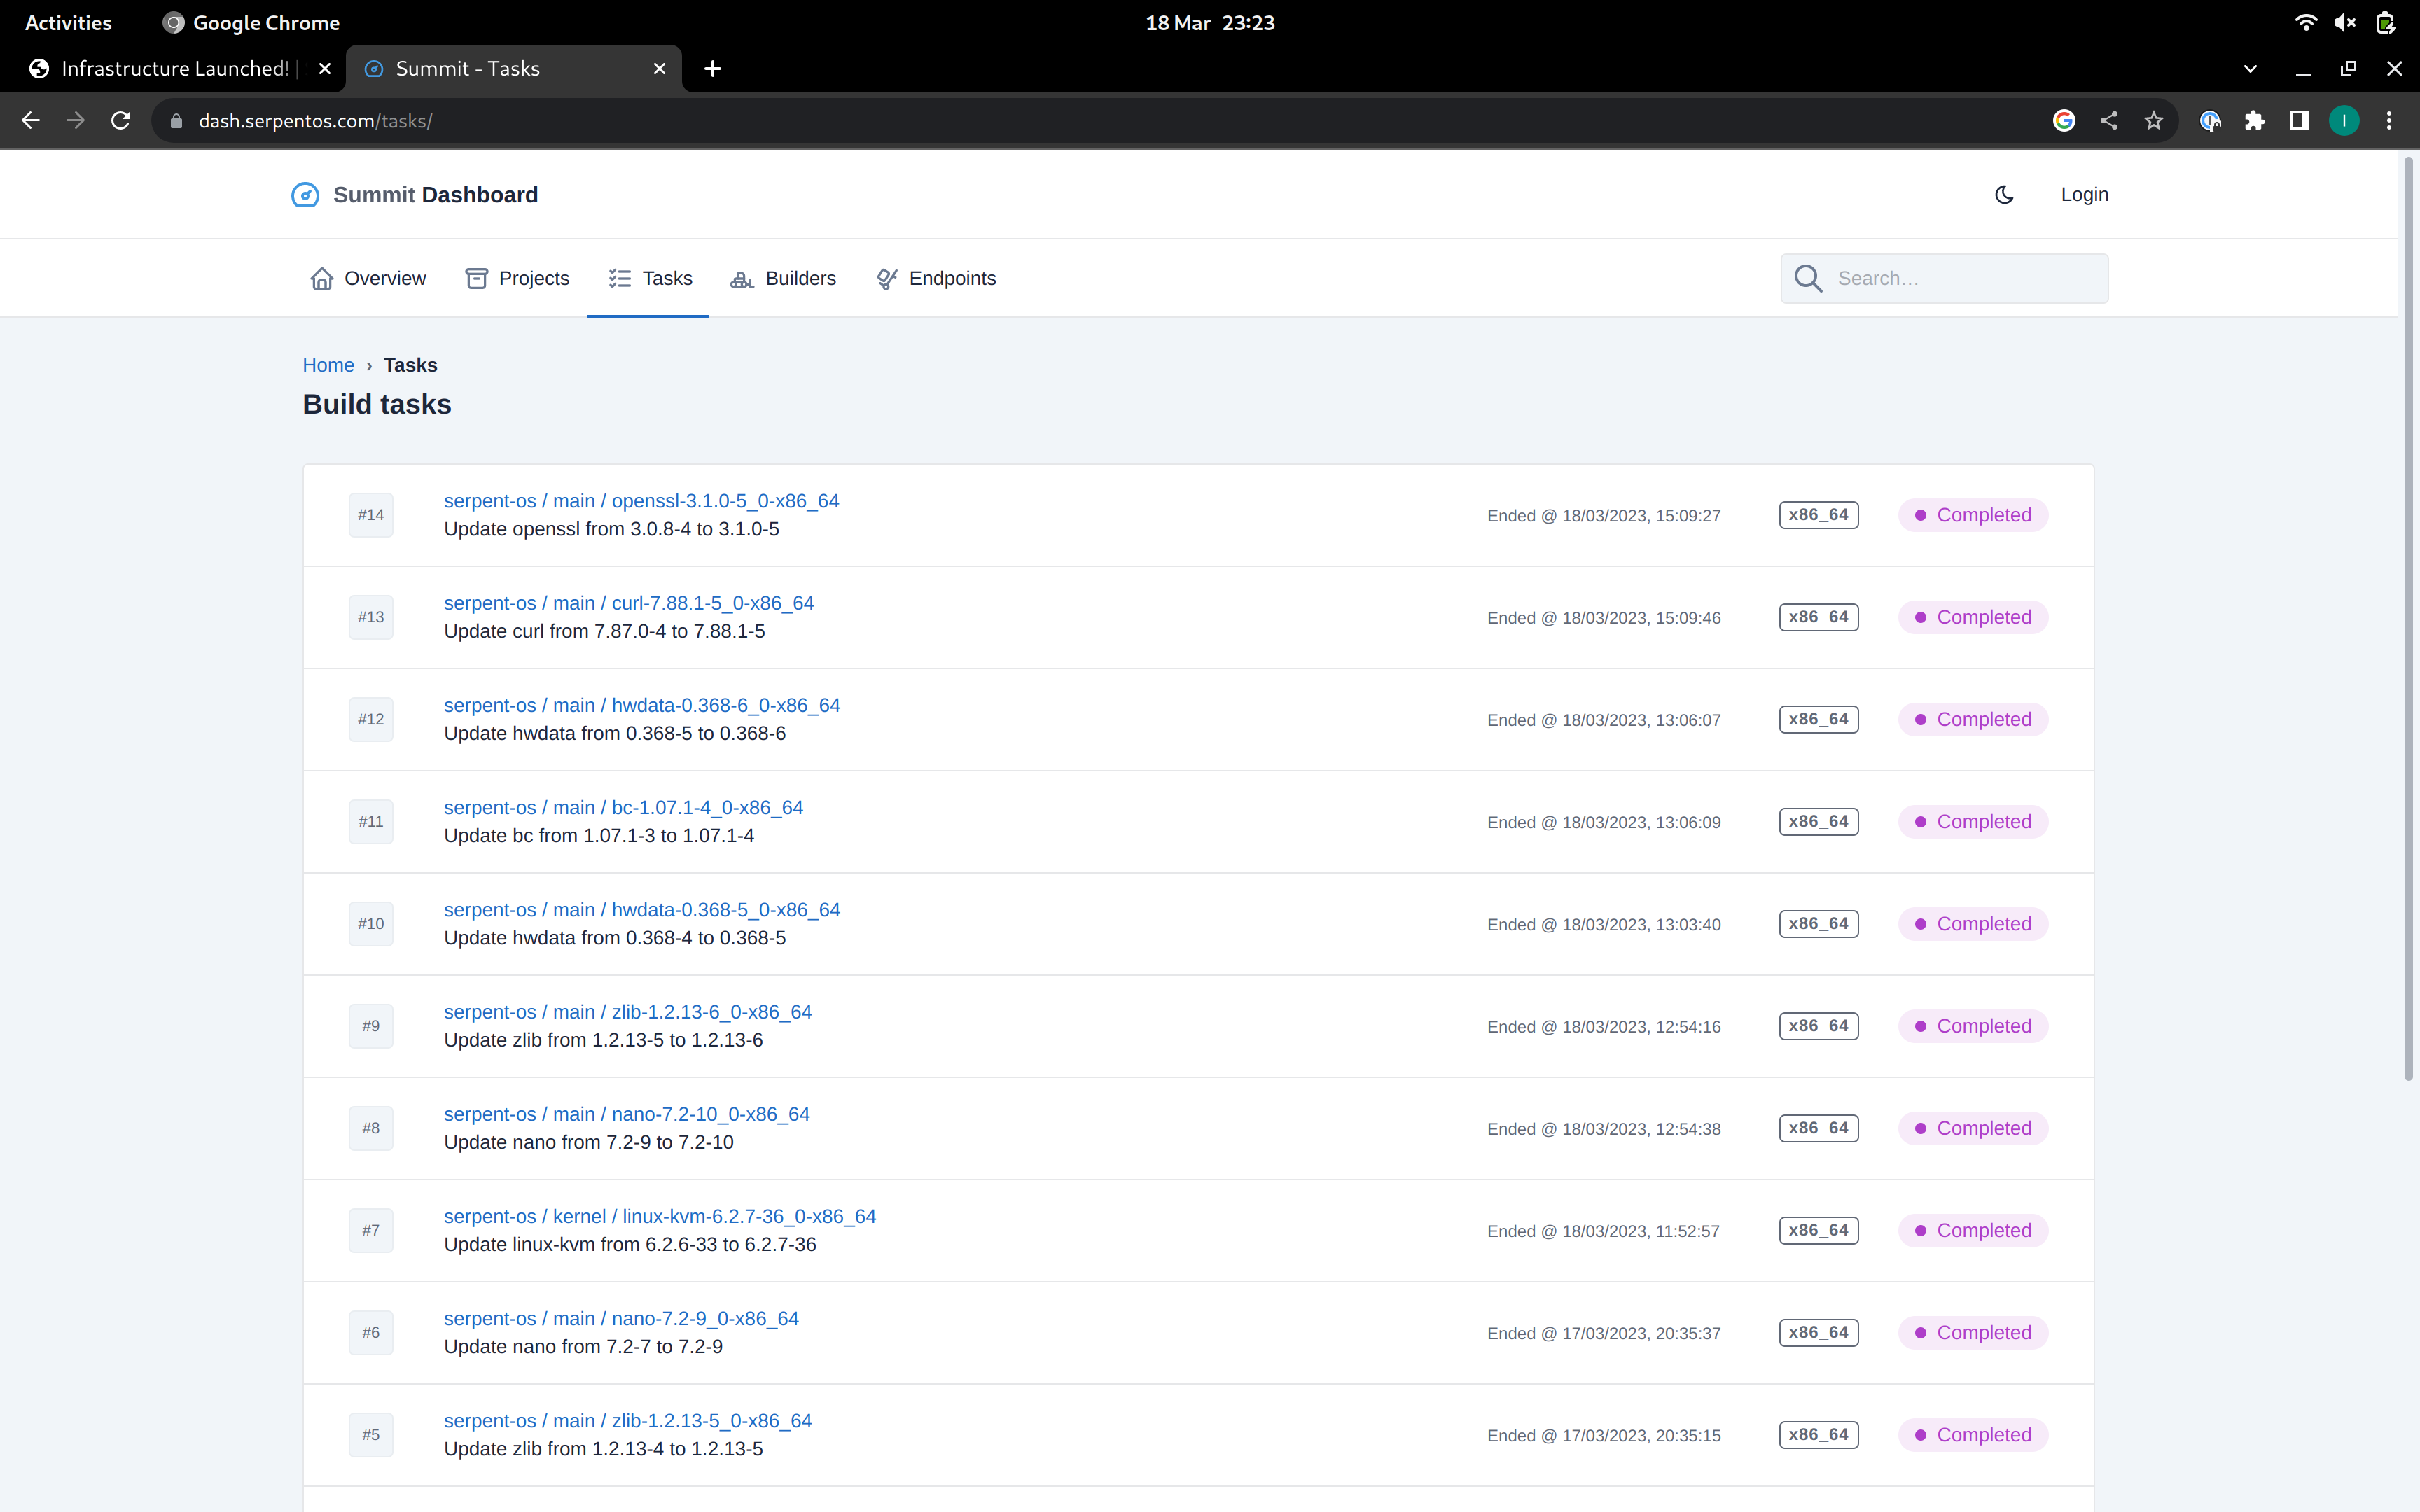 Activities
Google Chrome
18 Mar 23:23
Infrastructure Launched! |
Summit - Tasks
dash.serpentos.com/tasks/
I
Summit Dashboard
Login
Overview
Projects
Tasks
Builders
Endpoints
Search...
Home › Tasks
Build tasks
#14
serpent-os / main / openssl-3.1.0-5_0-x86_64
Update openssl from 3.0.8-4 to 3.1.0-5
Ended @ 18/03/2023, 15:09:27
x86_64
Completed
#13
serpent-os / main / curl-7.88.1-5_0-x86_64
Update curl from 7.87.0-4 to 7.88.1-5
Ended @ 18/03/2023, 15:09:46
x86_64
Completed
#12
serpent-os / main / hwdata-0.368-6_0-x86_64
Update hwdata from 0.368-5 to 0.368-6
Ended @ 18/03/2023, 13:06:07
x86_64
Completed
#11
serpent-os / main / bc-1.07.1-4_0-x86_64
Update bc from 1.07.1-3 to 1.07.1-4
Ended @ 18/03/2023, 13:06:09
x86_64
Completed
#10
serpent-os / main / hwdata-0.368-5_0-x86_64
Update hwdata from 0.368-4 to 0.368-5
Ended @ 18/03/2023, 13:03:40
x86_64
Completed
#9
serpent-os / main / zlib-1.2.13-6_0-x86_64
Update zlib from 1.2.13-5 to 1.2.13-6
Ended @ 18/03/2023, 12:54:16
x86_64
Completed
#8
serpent-os / main / nano-7.2-10_0-x86_64
Update nano from 7.2-9 to 7.2-10
Ended @ 18/03/2023, 12:54:38
x86_64
Completed
#7
serpent-os / kernel / linux-kvm-6.2.7-36_0-x86_64
Update linux-kvm from 6.2.6-33 to 6.2.7-36
Ended @ 18/03/2023, 11:52:57
x86_64
Completed
#6
serpent-os / main / nano-7.2-9_0-x86_64
Update nano from 7.2-7 to 7.2-9
Ended @ 17/03/2023, 20:35:37
x86_64
Completed
#5
serpent-os / main / zlib-1.2.13-5_0-x86_64
Update zlib from 1.2.13-4 to 1.2.13-5
Ended @ 17/03/2023, 20:35:15
x86_64
Completed